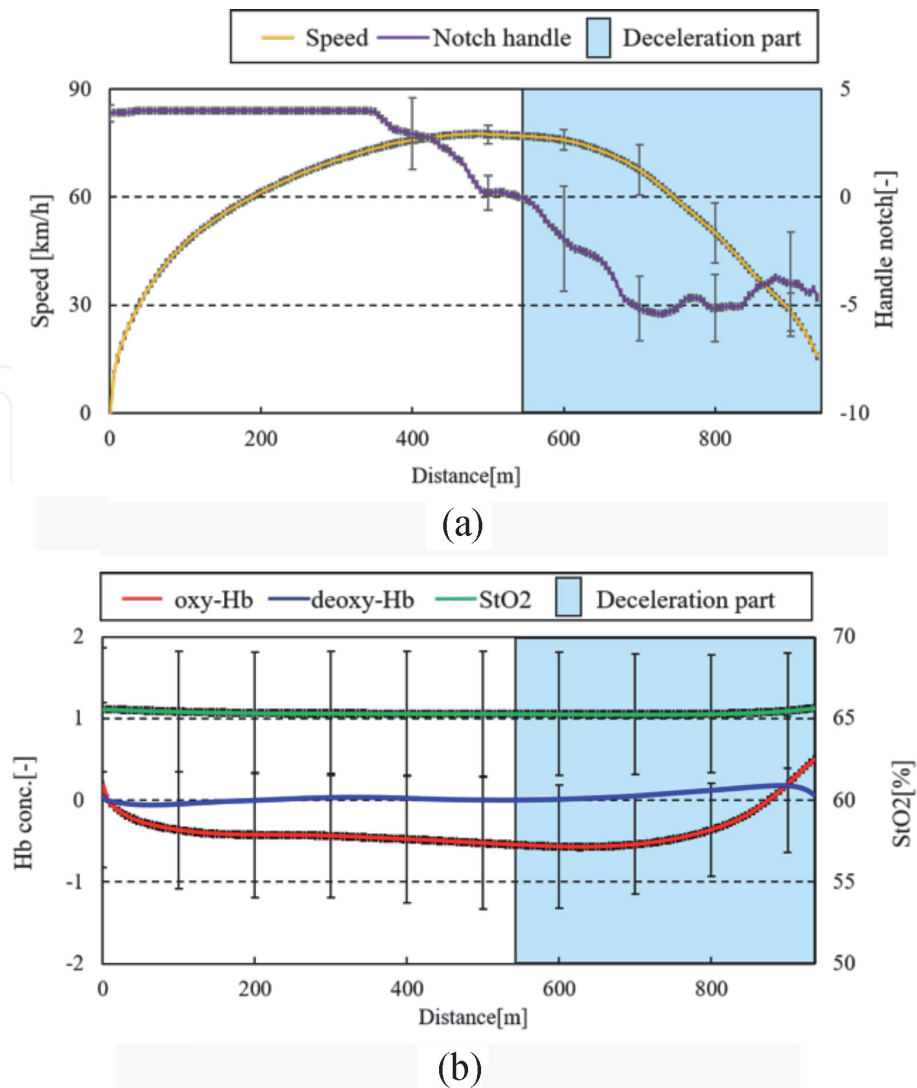 Speed Notch handle Deceleration part
90 5
60 0
30 -5
0 -10
Speed [km/h]
Handle notch[-]
0 200 400 600 800
Distance[m]
(a)
oxy-Hb deoxy-Hb StO2 Deceleration part
2 70
1 65
0 60
-1 55
-2 50
Hb conc.[-]
StO2[%]
0 200 400 600 800
Distance[m]
(b)